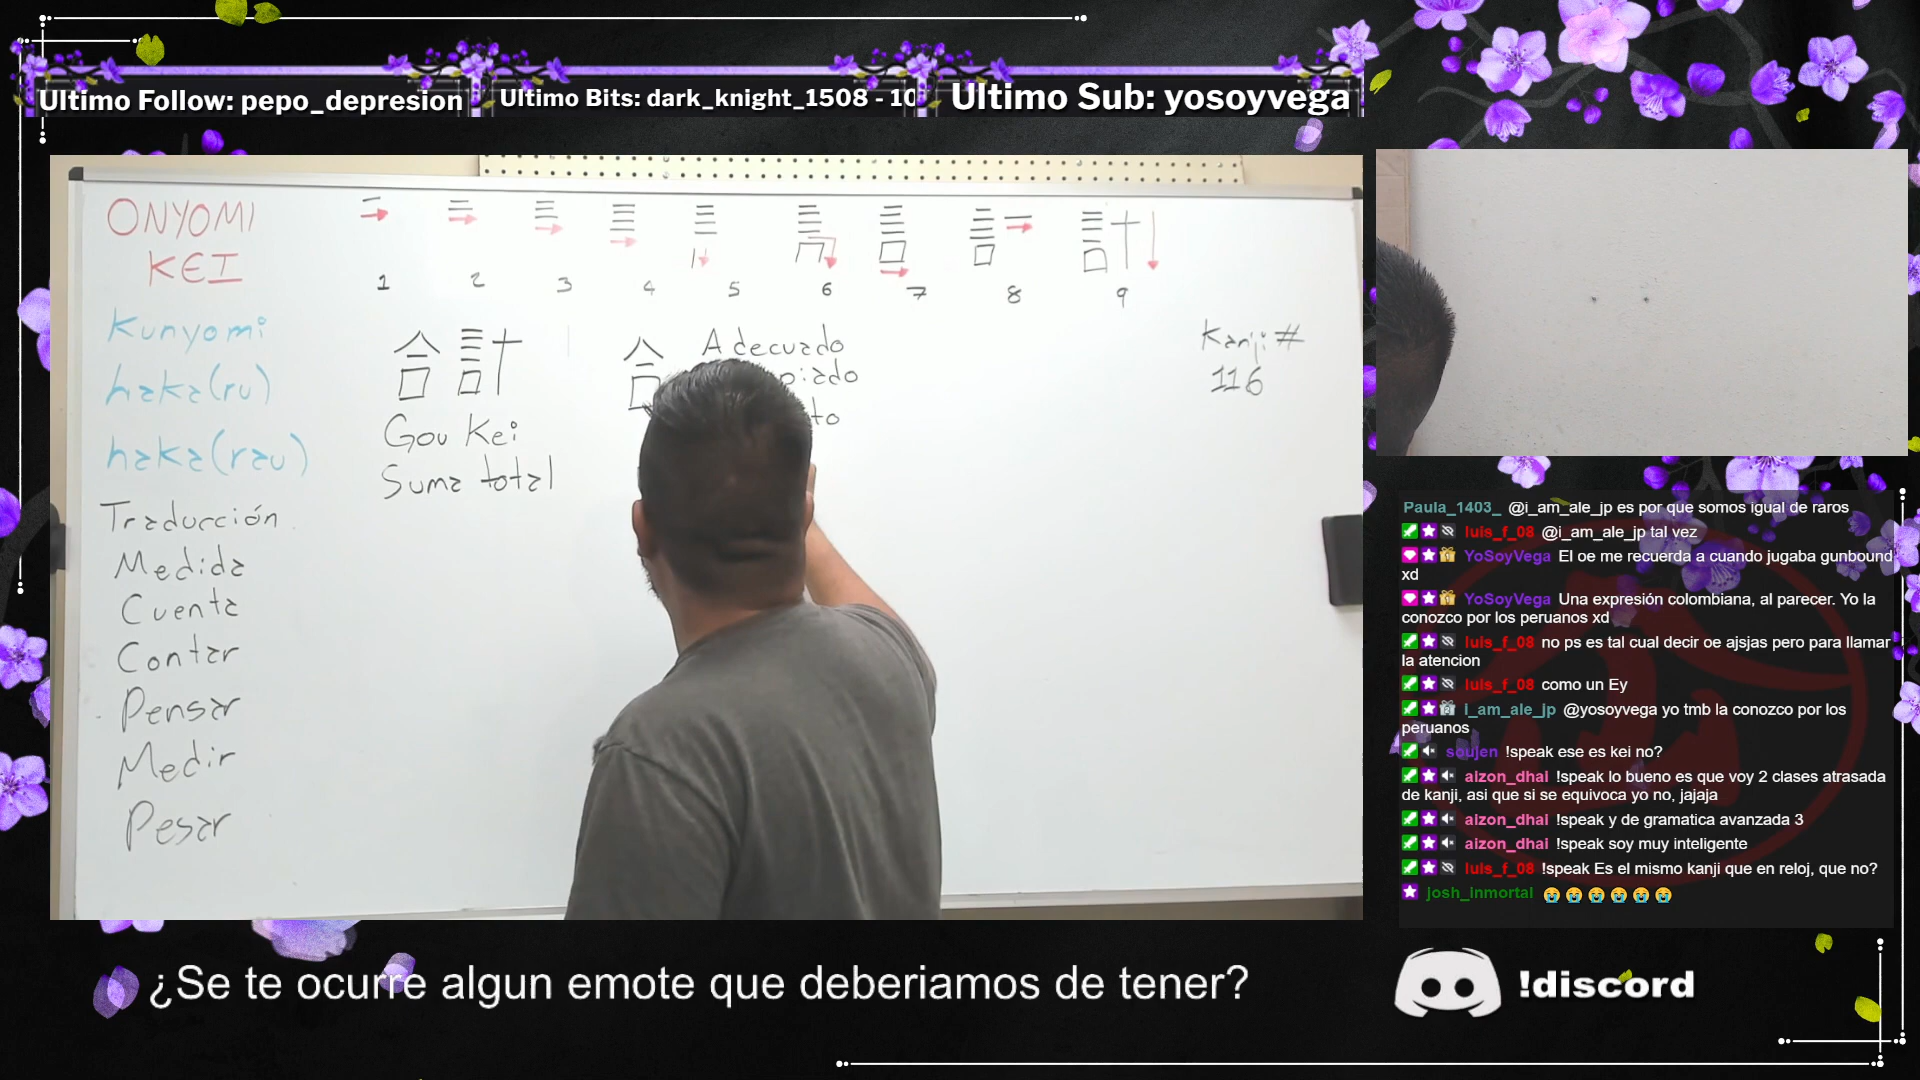 Ultimo Follow: pepo_depresion
Ultimo Bits: dark_knight_1508 - 10
Ultimo Sub: yosoyvega
ONYOMI
KEI
Kunyomi
haka(ru)
haka(rau)
Traducción
Medida
Cuenta
Contar
Pensar
Medir
Pesar
1 2 3 4 5 6 7 8 9
合計
Gou Kei
Suma total
合
Adecuado
Kanji #
116
Paula_1403_ @i_am_ale_jp es por que somos igual de raros
luis_f_08 @i_am_ale_jp tal vez
YoSoyVega El oe me recuerda a cuando jugaba gunbound
xd
YoSoyVega Una expresión colombiana, al parecer. Yo la
conozco por los peruanos xd
luis_f_08 no ps es tal cual decir oe ajsjas pero para llamar
la atencion
luis_f_08 como un Ey
i_am_ale_jp @yosoyvega yo tmb la conozco por los
peruanos
soujen !speak ese es kei no?
aizon_dhai !speak lo bueno es que voy 2 clases atrasada
de kanji, asi que si se equivoca yo no, jajaja
aizon_dhai !speak y de gramatica avanzada 3
aizon_dhai !speak soy muy inteligente
luis_f_08 !speak Es el mismo kanji que en reloj, que no?
josh_inmortal 😭😭😭😭😭😭
¿Se te ocurre algun emote que deberiamos de tener?
!discord